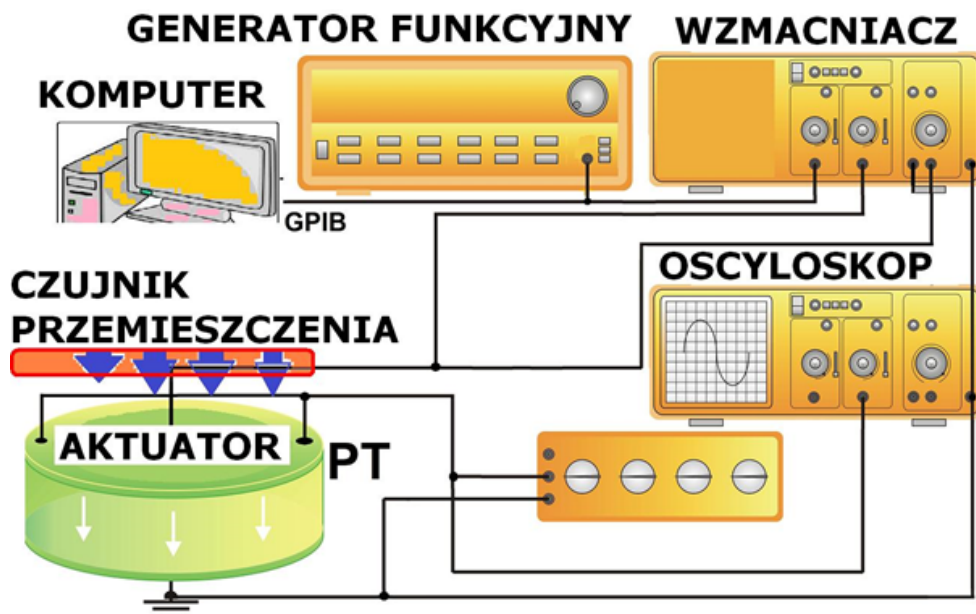 GENERATOR FUNKCYJNY
WZMACNIACZ
KOMPUTER
GPIB
OSCYLOSKOP
CZUJNIK
PRZEMIESZCZENIA
AKTUATOR
PT